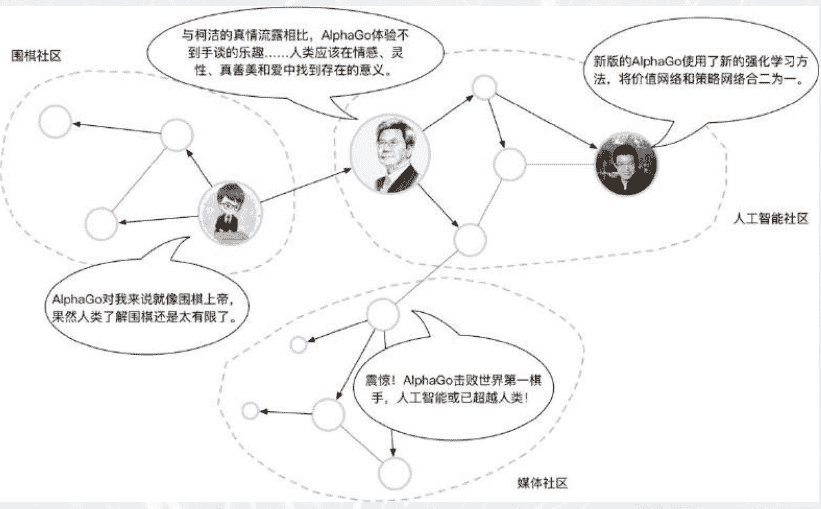 围棋社区
与柯洁的真情流露相比，AlphaGo体验不
到手谈的乐趣……人类应该在情感、灵
性、真善美和爱中找到存在的意义。
新版的AlphaGo使用了新的强化学习方
法，将价值网络和策略网络合二为一。
人工智能社区
AlphaGo对我来说就像围棋上帝，
果然人类了解围棋还是太有限了。
震惊！AlphaGo击败世界第一棋
手，人工智能或已超越人类！
媒体社区